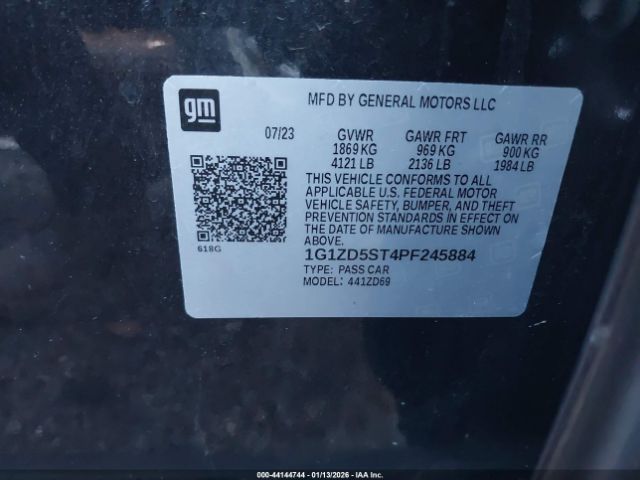 gm
MFD BY GENERAL MOTORS LLC
07/23 GVWR GAWR FRT GAWR RR
1869 KG 969 KG 900 KG
4121 LB 2136 LB 1984 LB
THIS VEHICLE CONFORMS TO ALL
APPLICABLE U.S. FEDERAL MOTOR
VEHICLE SAFETY, BUMPER, AND THEFT
PREVENTION STANDARDS IN EFFECT ON
THE DATE OF MANUFACTURE SHOWN
ABOVE.
618G
1G1ZD5ST4PF245884
TYPE: PASS CAR
MODEL: 441ZD69
000-44144744 - 01/13/2026 - 441AZ DJ